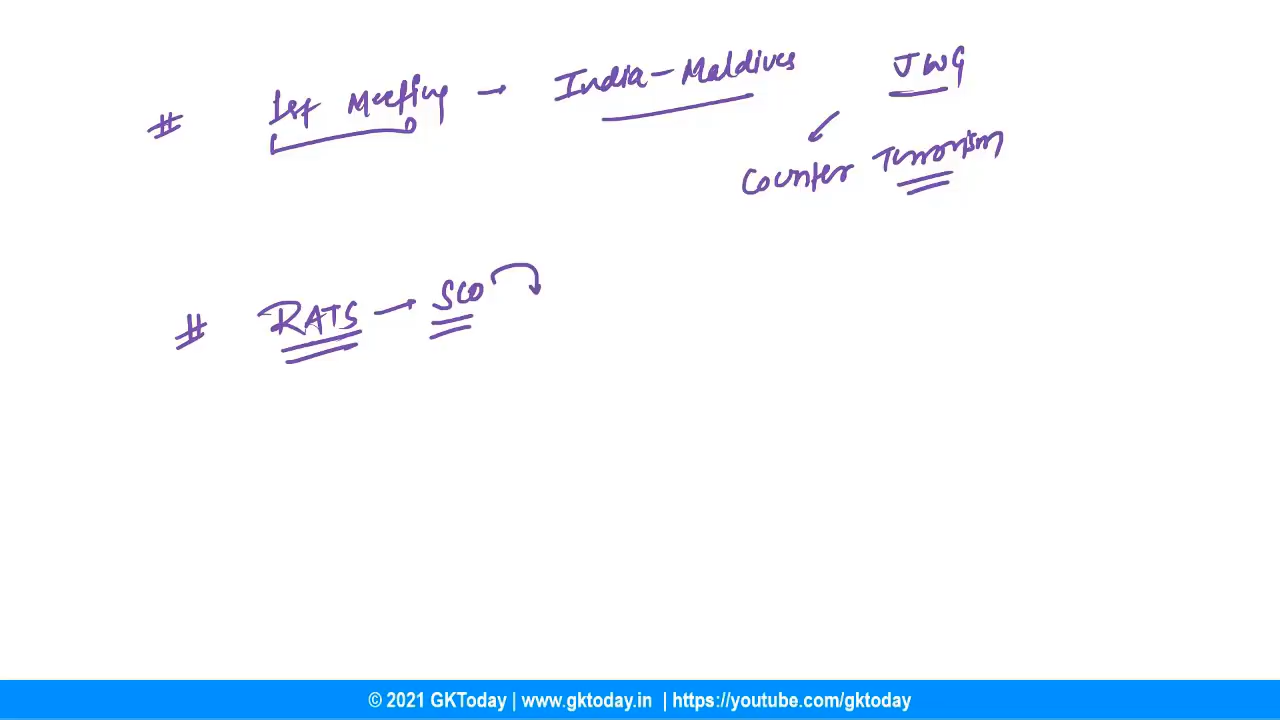 # 1st Meeting → India-Maldives JWG
Counter Terrorism
# RATS → SCO
© 2021 GKToday | www.gktoday.in | https://youtube.com/gktoday